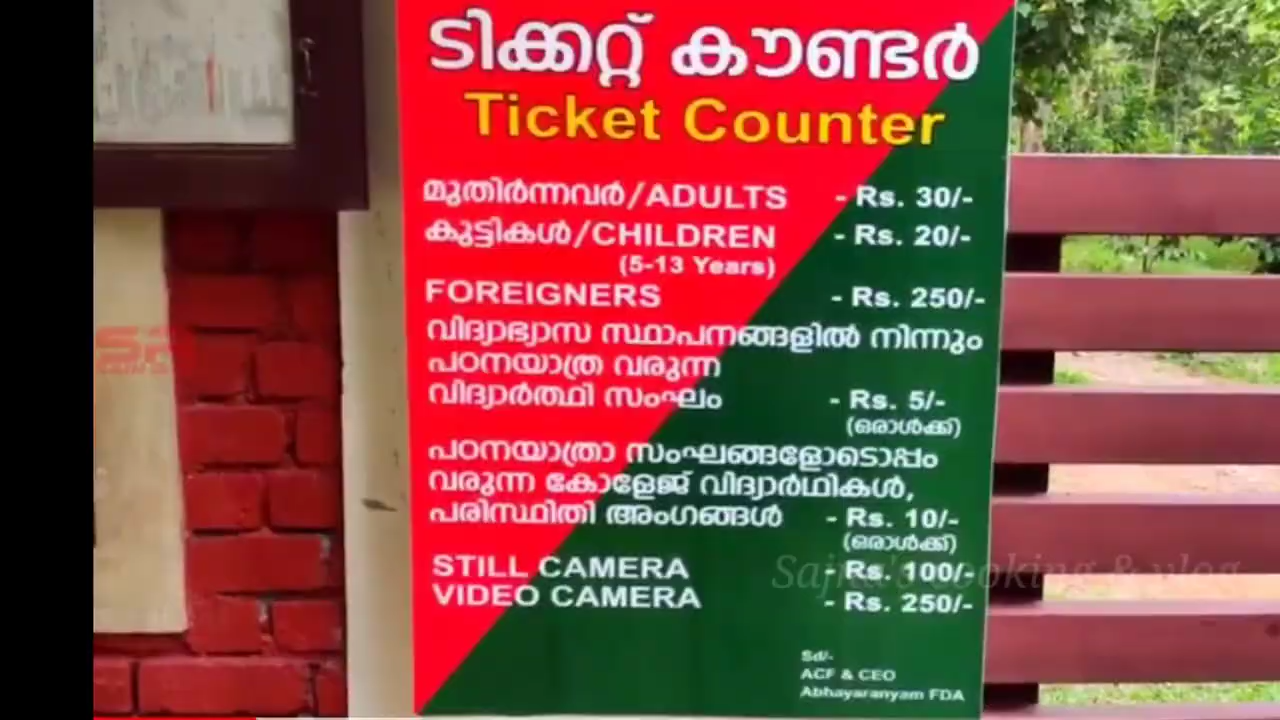 ടിക്കറ്റ് കൗണ്ടർ
Ticket Counter
മുതിർന്നവർ/ADULTS - Rs. 30/-
കുട്ടികൾ/CHILDREN - Rs. 20/-
(5-13 Years)
FOREIGNERS - Rs. 250/-
വിദ്യാഭ്യാസ സ്ഥാപനങ്ങളിൽ നിന്നും
പഠനയാത്ര വരുന്ന
വിദ്യാർത്ഥി സംഘം - Rs. 5/-
(ഒരാൾക്ക്)
പഠനയാത്രാ സംഘങ്ങളോടൊപ്പം
വരുന്ന കോളേജ് വിദ്യാർഥികൾ,
പരിസ്ഥിതി അംഗങ്ങൾ - Rs. 10/-
(ഒരാൾക്ക്)
STILL CAMERA - Rs. 100/-
VIDEO CAMERA - Rs. 250/-
Sd/-
ACF & CEO
Abhayaranyam FDA